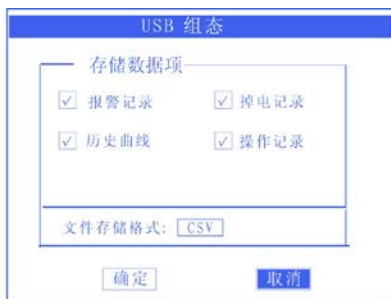 USB 组态
存储数据项
报警记录 掉电记录
历史曲线 操作记录
文件存储格式: CSV
确定 取消